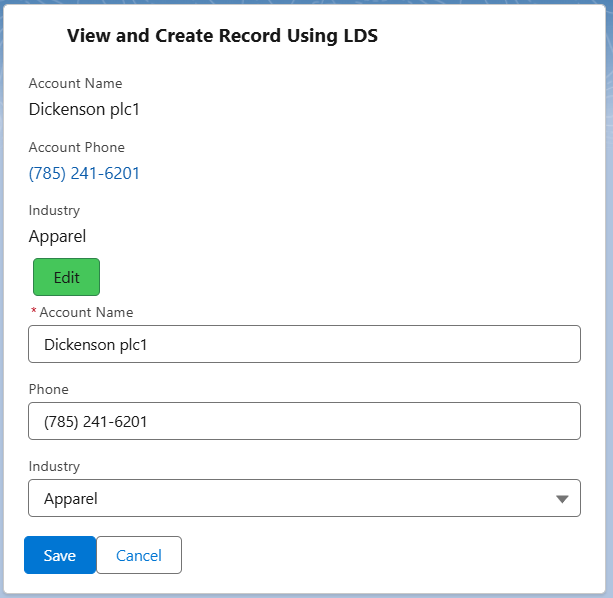 View and Create Record Using LDS
Account Name
Dickenson plc1
Account Phone
(785) 241-6201
Industry
Apparel
Edit
* Account Name
Dickenson plc1
Phone
(785) 241-6201
Industry
Apparel
Save Cancel